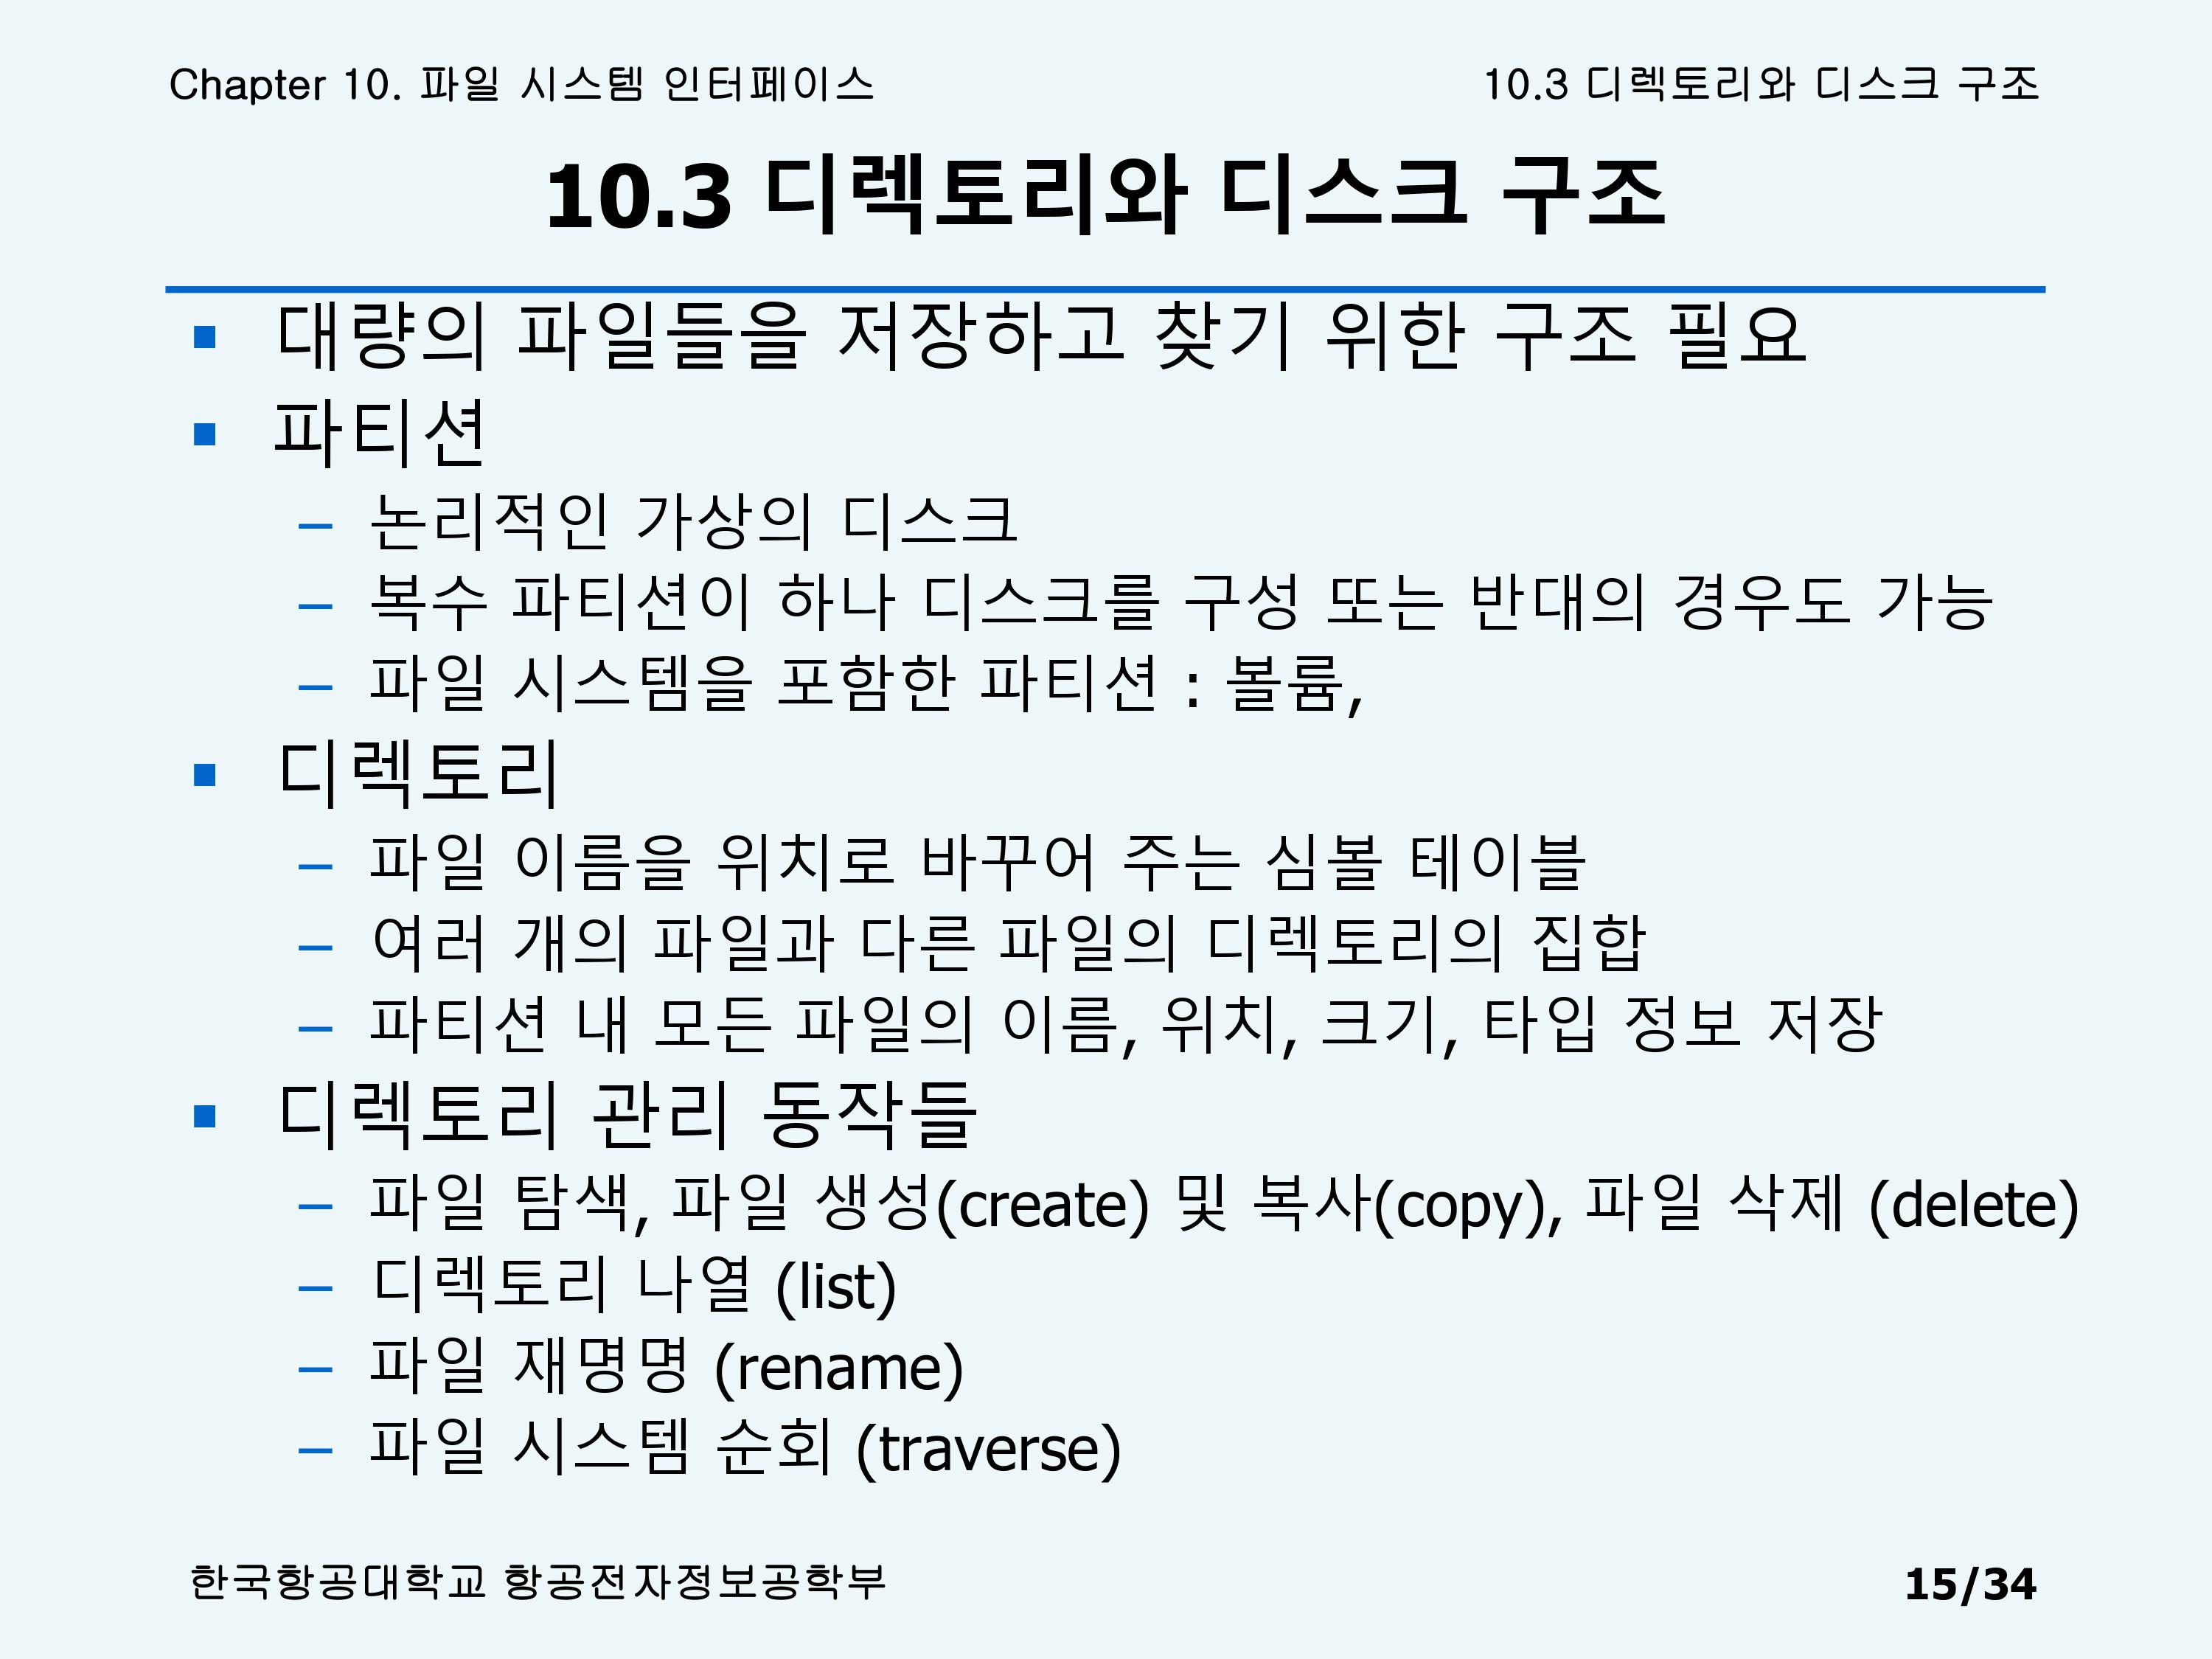 Chapter 10. 파일 시스템 인터페이스
10.3 디렉토리와 디스크 구조
10.3 디렉토리와 디스크 구조
▪ 대량의 파일들을 저장하고 찾기 위한 구조 필요
▪ 파티션
– 논리적인 가상의 디스크
– 복수 파티션이 하나 디스크를 구성 또는 반대의 경우도 가능
– 파일 시스템을 포함한 파티션 : 볼륨,
▪ 디렉토리
– 파일 이름을 위치로 바꾸어 주는 심볼 테이블
– 여러 개의 파일과 다른 파일의 디렉토리의 집합
– 파티션 내 모든 파일의 이름, 위치, 크기, 타입 정보 저장
▪ 디렉토리 관리 동작들
– 파일 탐색, 파일 생성(create) 및 복사(copy), 파일 삭제 (delete)
– 디렉토리 나열 (list)
– 파일 재명명 (rename)
– 파일 시스템 순회 (traverse)
한국항공대학교 항공전자정보공학부
15/34